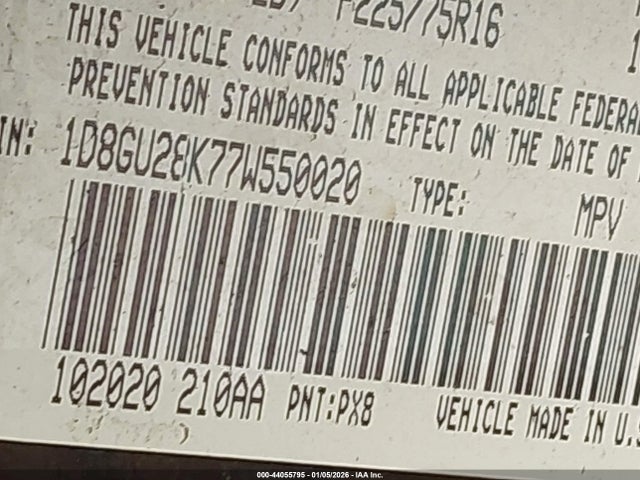 P225/75R16
THIS VEHICLE CONFORMS TO ALL APPLICABLE FEDERA
PREVENTION STANDARDS IN EFFECT ON THE DATE OF
IN: 1D8GU28K77W550020 TYPE: MPV
102020 210AA PNT:PX8 VEHICLE MADE IN U.S
000-44055795 - 01/05/2026 - IAA Inc.